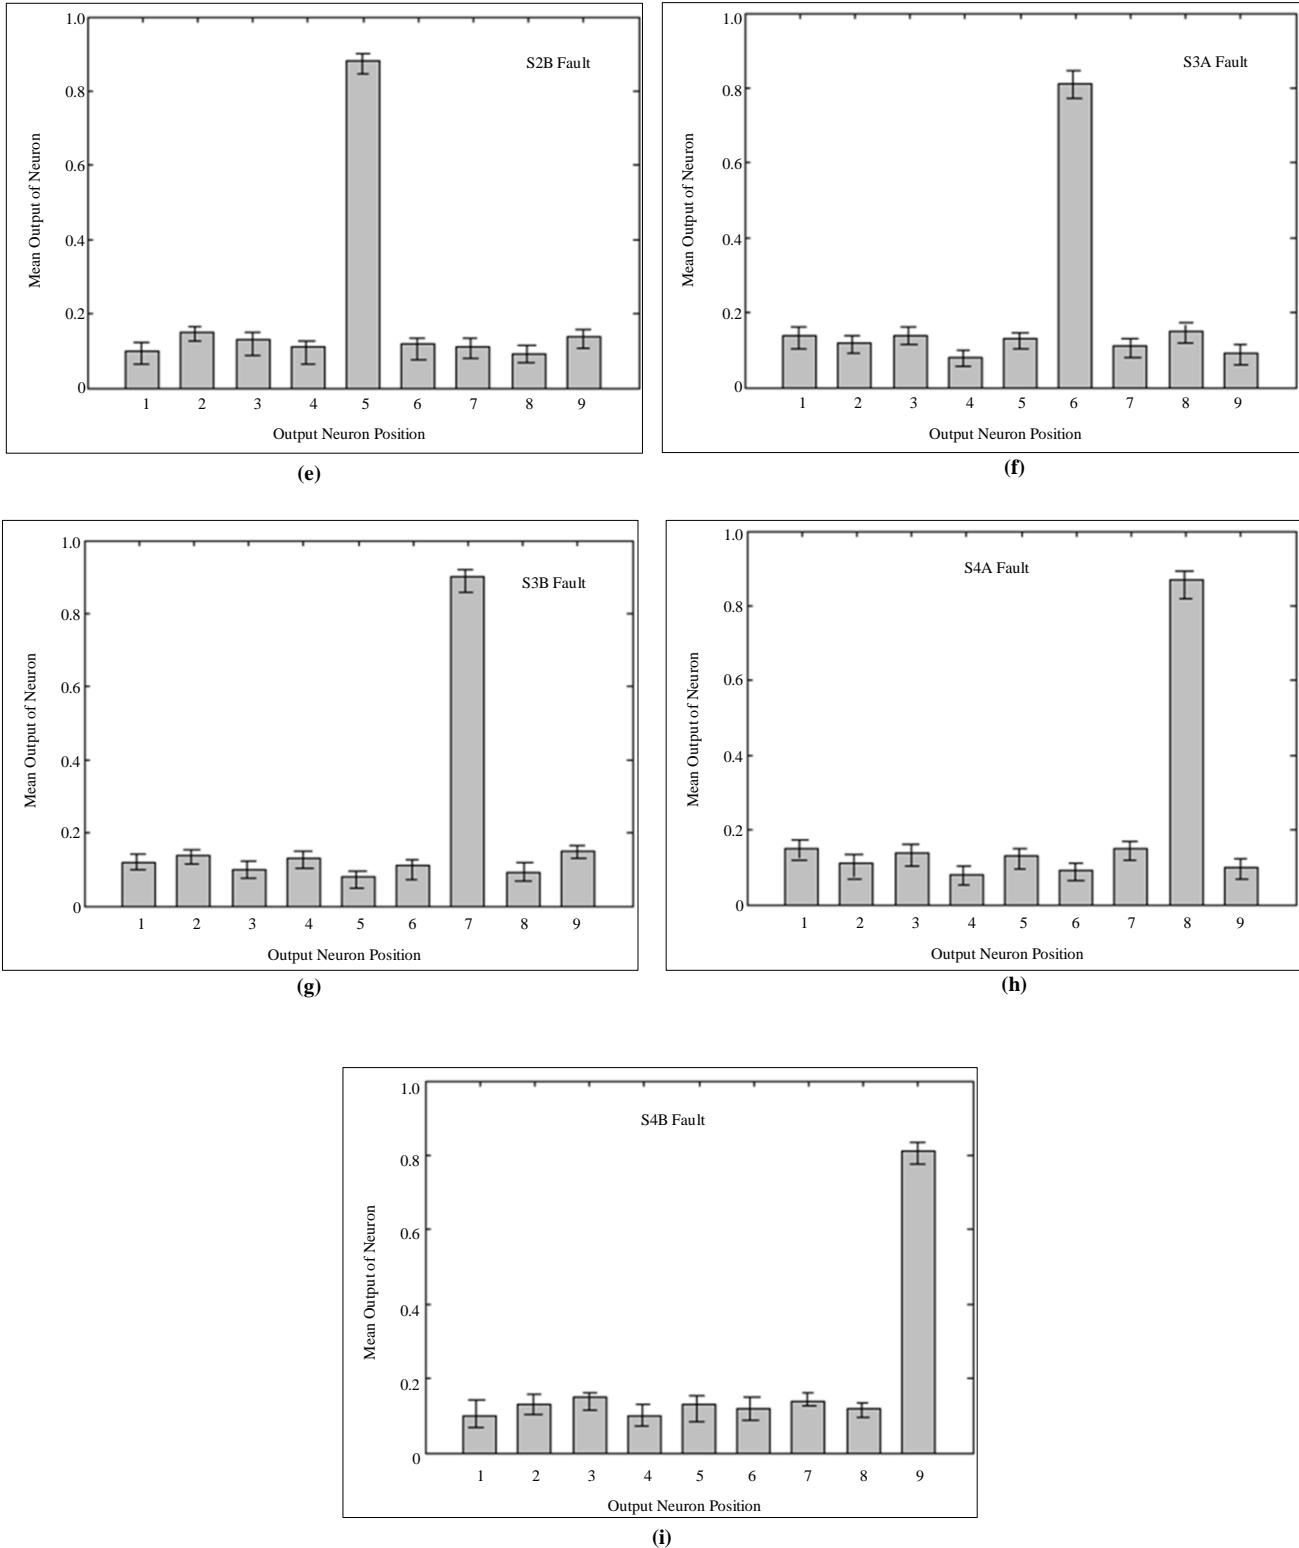 1.0
0.8
0.6
0.4
0.2
0
Mean Output of Neuron
S2B Fault
1 2 3 4 5 6 7 8 9
Output Neuron Position
(e)
1.0
0.8
0.6
0.4
0.2
0
Mean Output of Neuron
S3A Fault
1 2 3 4 5 6 7 8 9
Output Neuron Position
(f)
1.0
0.8
0.6
0.4
0.2
0
Mean Output of Neuron
S3B Fault
1 2 3 4 5 6 7 8 9
Output Neuron Position
(g)
1.0
0.8
0.6
0.4
0.2
0
Mean Output of Neuron
S4A Fault
1 2 3 4 5 6 7 8 9
Output Neuron Position
(h)
1.0
0.8
0.6
0.4
0.2
0
Mean Output of Neuron
S4B Fault
1 2 3 4 5 6 7 8 9
Output Neuron Position
(i)